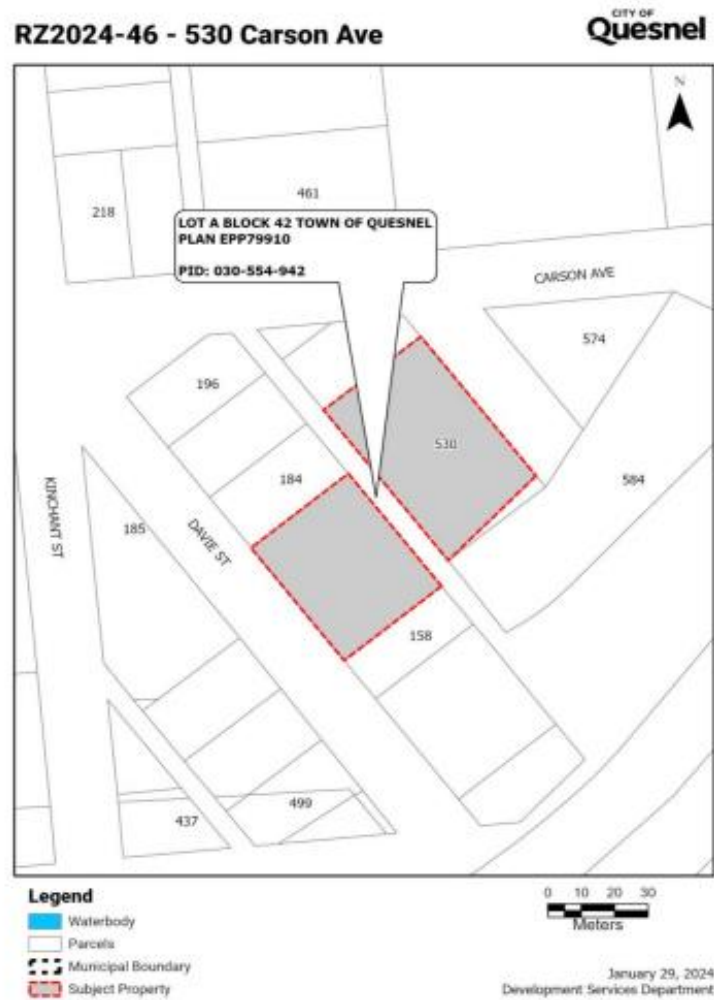 RZ2024-46 - 530 Carson Ave
CITY OF
Quesnel
N
218
461
LOT A BLOCK 42 TOWN OF QUESNEL
PLAN EPP79910
PID: 030-554-942
CARSON AVE
574
196
530
584
184
KINCHANT ST
185
DAVIE ST
158
499
437
Legend
Waterbody
Parcels
Municipal Boundary
Subject Property
0 10 20 30
Meters
January 29, 2024
Development Services Department